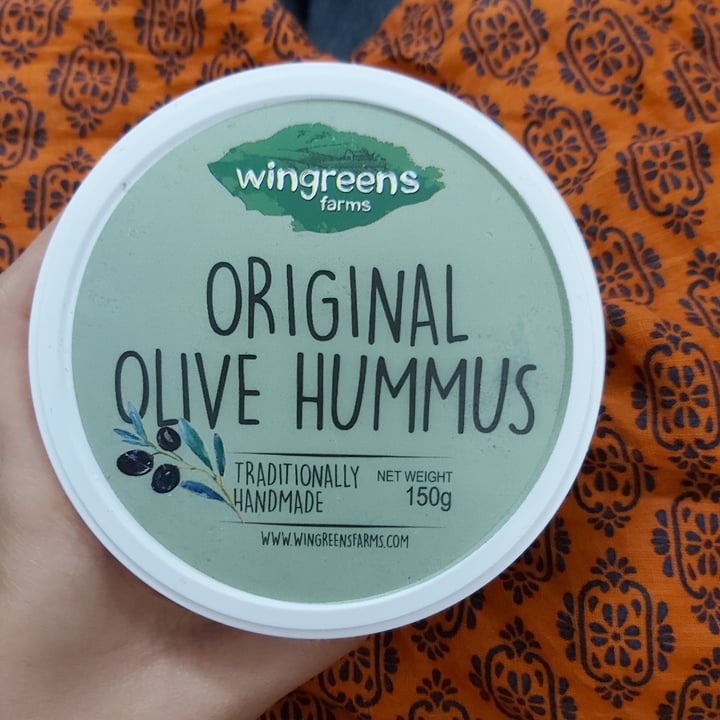 wingreens
farms
ORIGINAL
OLIVE HUMMUS
TRADITIONALLY
HANDMADE
NET WEIGHT
150g
WWW.WINGREENSFARMS.COM